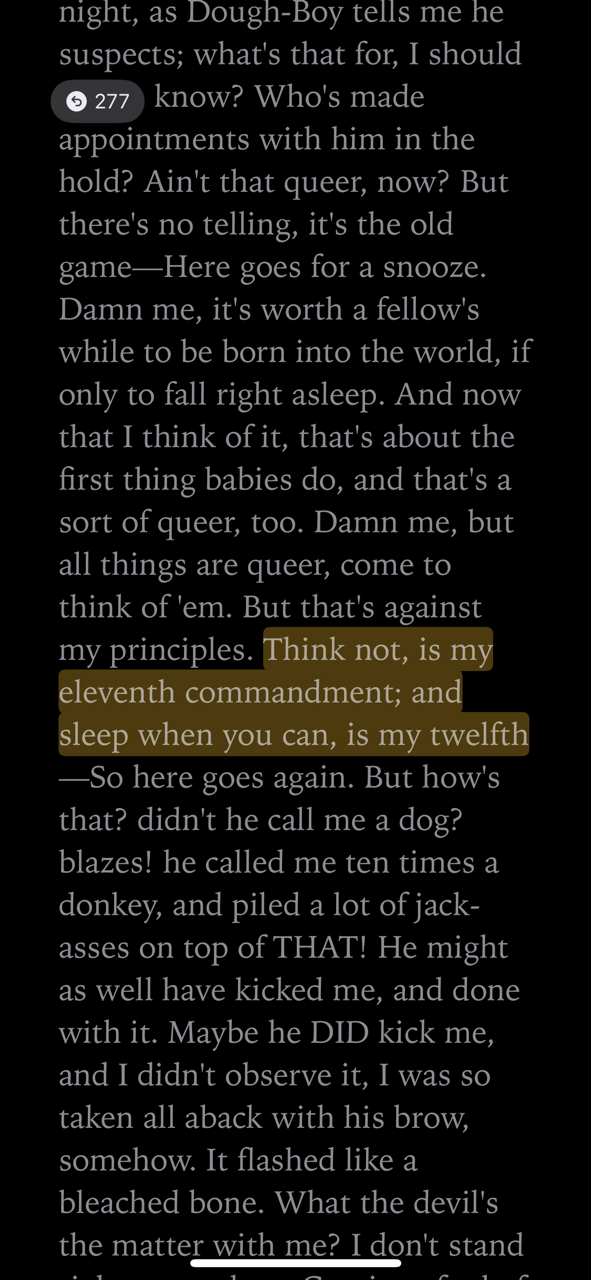 night, as Dough-Boy tells me he
suspects; what's that for, I should
277 know? Who's made
appointments with him in the
hold? Ain't that queer, now? But
there's no telling, it's the old
game—Here goes for a snooze.
Damn me, it's worth a fellow's
while to be born into the world, if
only to fall right asleep. And now
that I think of it, that's about the
first thing babies do, and that's a
sort of queer, too. Damn me, but
all things are queer, come to
think of 'em. But that's against
my principles. Think not, is my
eleventh commandment; and
sleep when you can, is my twelfth
—So here goes again. But how's
that? didn't he call me a dog?
blazes! he called me ten times a
donkey, and piled a lot of jack-
asses on top of THAT! He might
as well have kicked me, and done
with it. Maybe he DID kick me,
and I didn't observe it, I was so
taken all aback with his brow,
somehow. It flashed like a
bleached bone. What the devil's
the matter with me? I don't stand